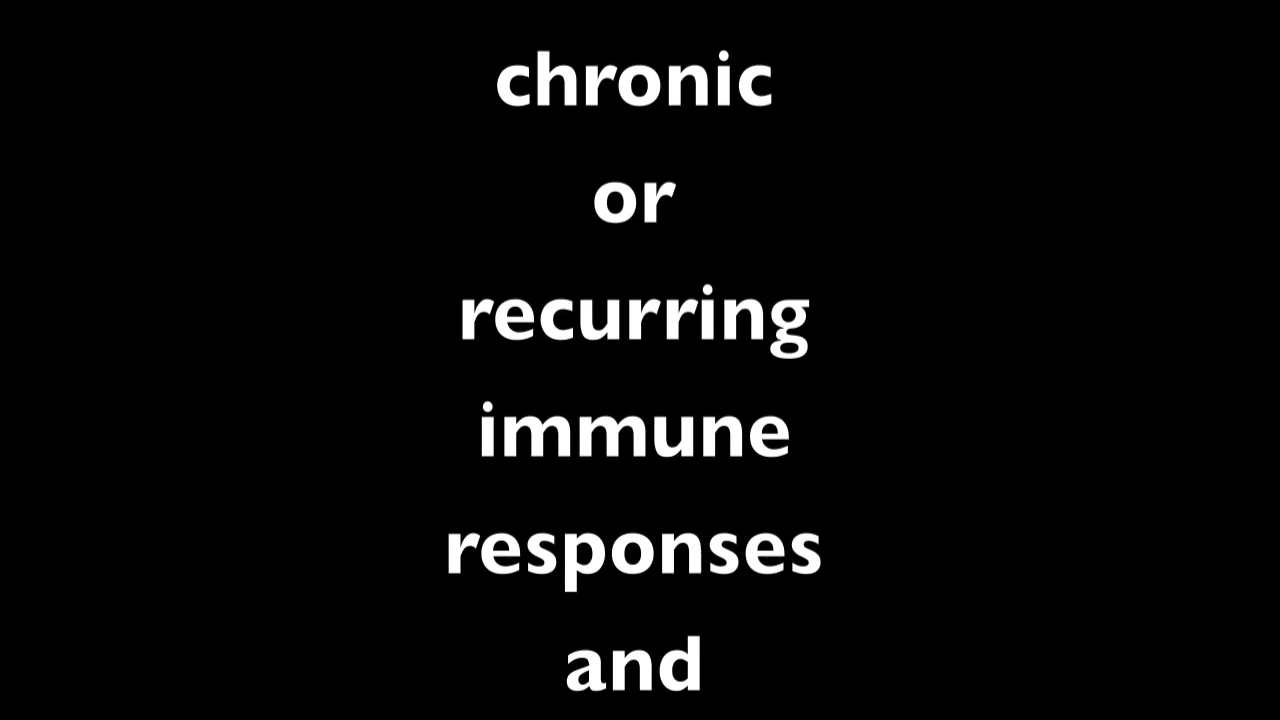 chronic
or
recurring
immune
responses
and